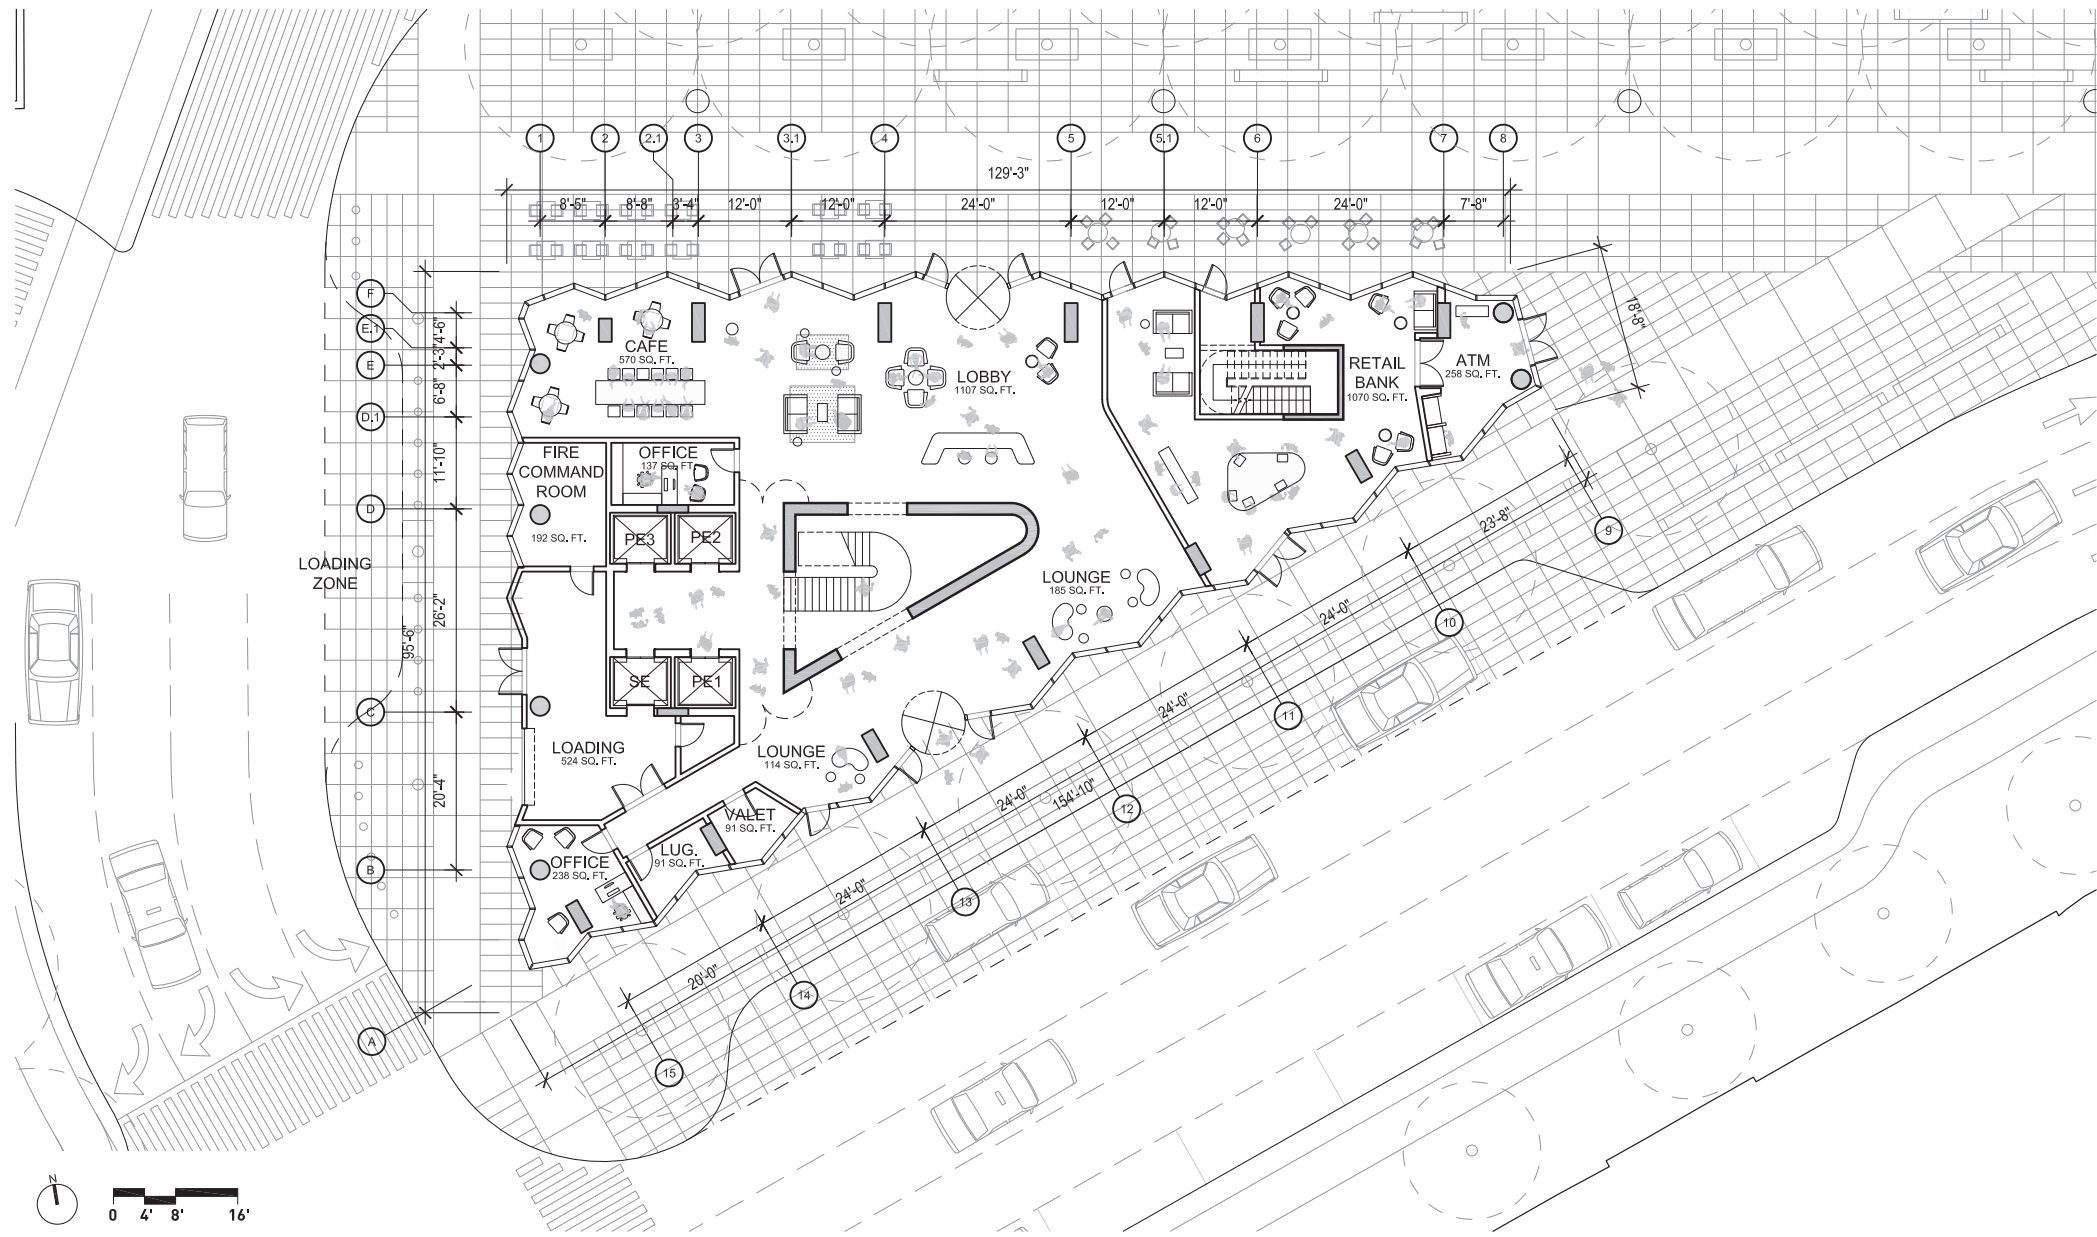 1 2 2.1 3 3.1 4 5 5.1 6 7 8
129'-3"
8'-5" 8'-8" 3'-4" 12'-0" 12'-0" 24'-0" 12'-0" 12'-0" 24'-0" 7'-8"
F
E.1
E
D.1
D
C
B
A
4'-6"
2'-3"
6'-8"
11'-10"
26'-2"
95'-6"
20'-4"
18'-8"
CAFE
570 SQ. FT.
LOBBY
1107 SQ. FT.
RETAIL
BANK
1070 SQ. FT.
ATM
258 SQ. FT.
FIRE
COMMAND
ROOM
192 SQ. FT.
OFFICE
137 SQ. FT.
PE3
PE2
LOADING
ZONE
LOUNGE
185 SQ. FT.
SE
PE1
LOADING
524 SQ. FT.
LOUNGE
114 SQ. FT.
VALET
91 SQ. FT.
LUG.
91 SQ. FT.
OFFICE
238 SQ. FT.
23'-8"
24'-0"
24'-0"
24'-0"
154'-10"
24'-0"
20'-0"
9
10
11
12
13
14
15
N
0 4' 8' 16'